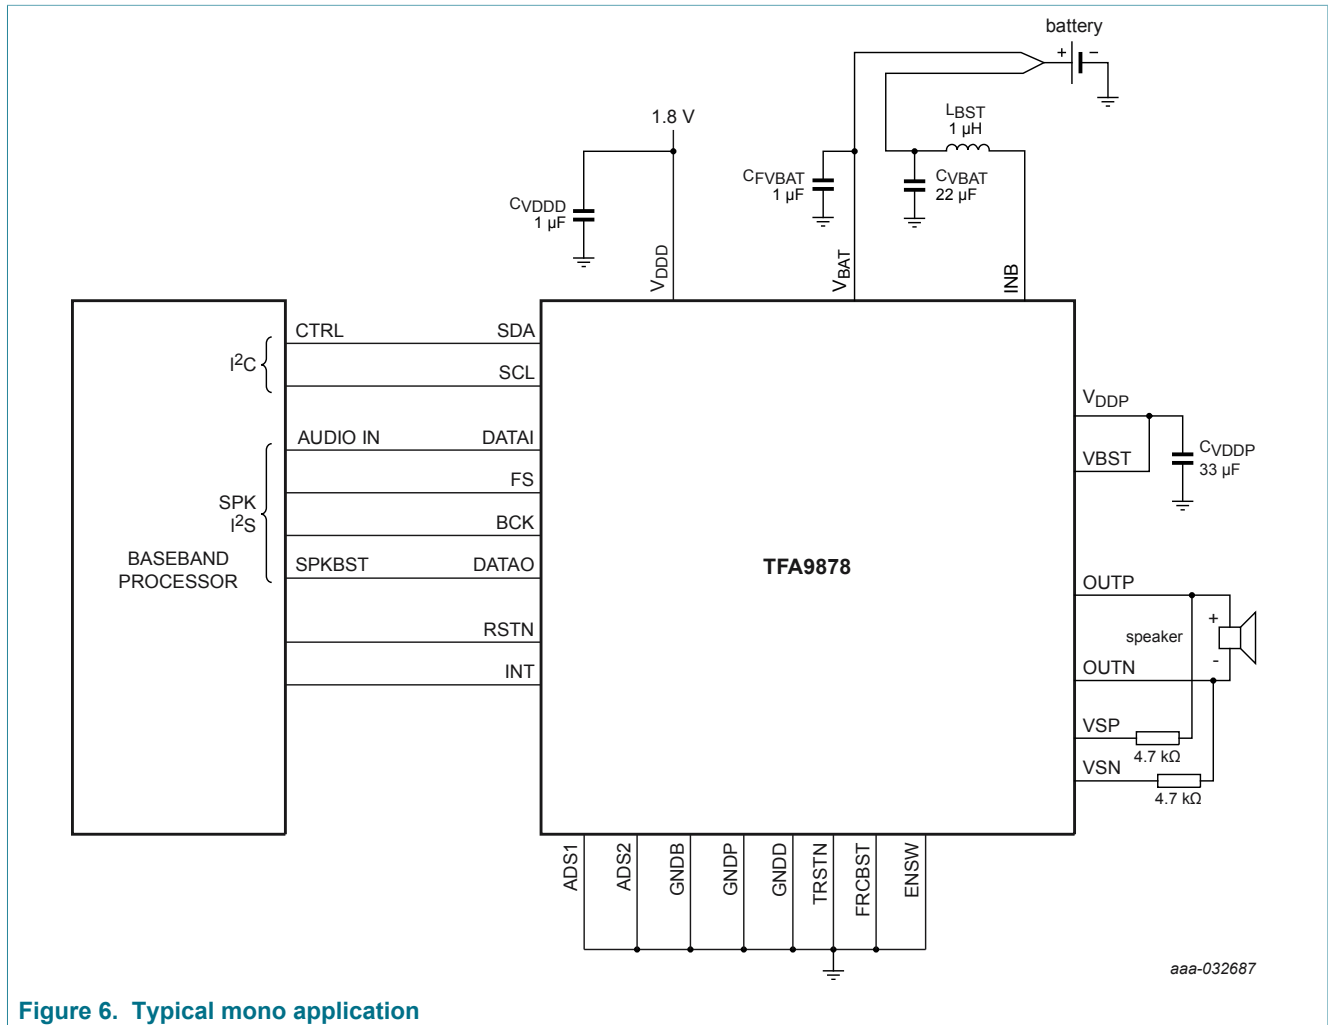 battery
+ −
LBST
1 µH
1.8 V
CFVBAT
1 µF
CVBAT
22 µF
CVDDD
1 µF
VDDD
VBAT
INB
CTRL
SDA
I2C
SCL
VDDP
AUDIO IN
DATAI
VBST
CVDDP
33 µF
FS
SPK
I2S
BCK
BASEBAND
PROCESSOR
SPKBST
DATAO
TFA9878
OUTP
+
speaker
-
RSTN
INT
OUTN
VSP
4.7 kΩ
VSN
4.7 kΩ
ADS1
ADS2
GNDB
GNDP
GNDD
TRSTN
FRCBST
ENSW
aaa-032687
Figure 6. Typical mono application